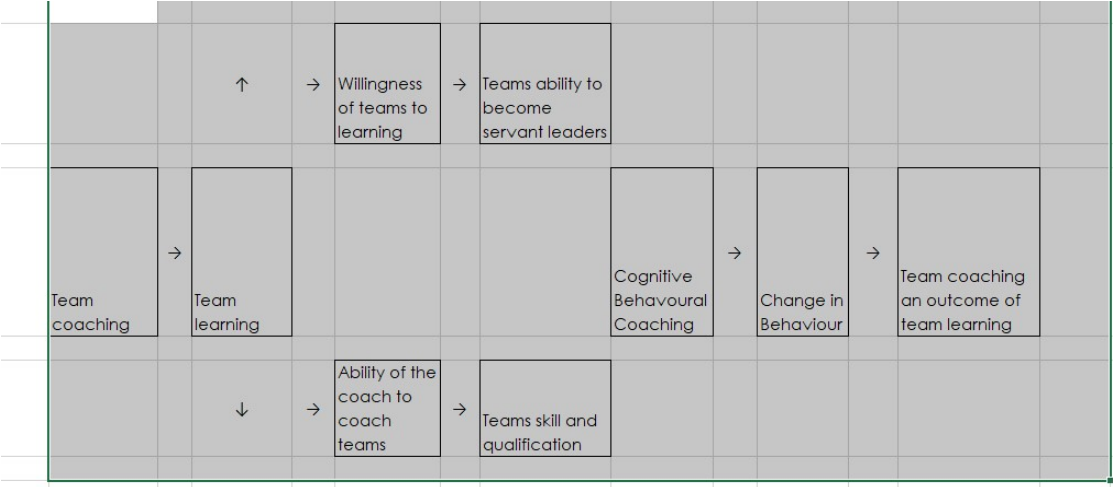 ↑ → Willingness of teams to learning → Teams ability to become servant leaders
Team coaching → Team learning
Cognitive Behavoural Coaching → Change in Behaviour → Team coaching an outcome of team learning
↓ → Ability of the coach to coach teams → Teams skill and qualification